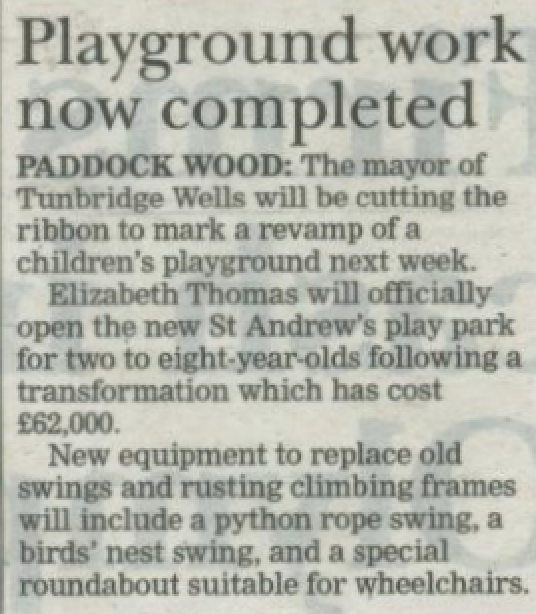 Playground work
now completed
PADDOCK WOOD: The mayor of
Tunbridge Wells will be cutting the
ribbon to mark a revamp of a
children's playground next week.
Elizabeth Thomas will officially
open the new St Andrew's play park
for two to eight-year-olds following a
transformation which has cost
£62,000.
New equipment to replace old
swings and rusting climbing frames
will include a python rope swing, a
birds' nest swing, and a special
roundabout suitable for wheelchairs.